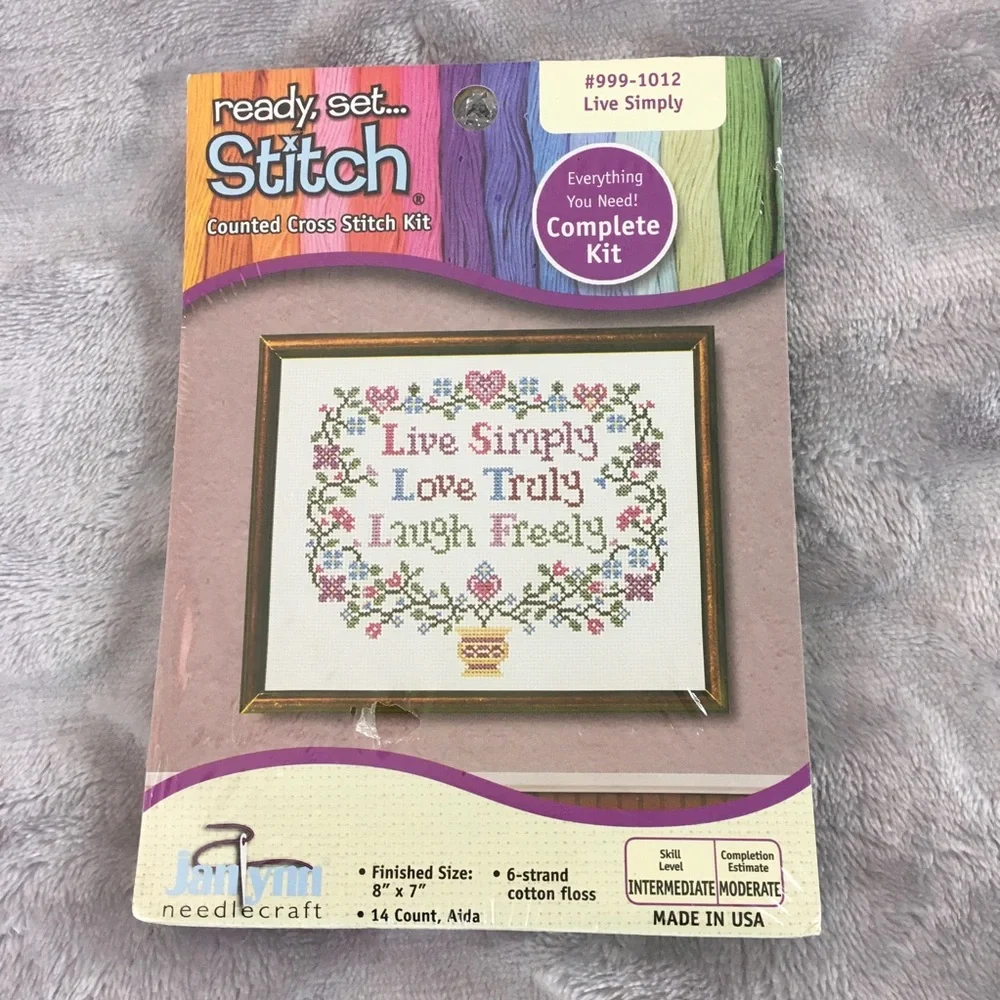 ready, set...
Stitch®
Counted Cross Stitch Kit
#999-1012
Live Simply
Everything
You Need!
Complete
Kit
Live Simply
Love Truly
Laugh Freely
Janlynn
needlecraft
• Finished Size:
8" x 7"
• 14 Count, Aida
• 6-strand
cotton floss
Skill
Level
INTERMEDIATE
Completion
Estimate
MODERATE
MADE IN USA